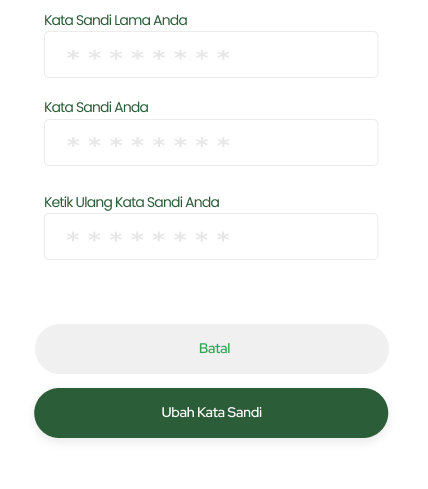 Kata Sandi Lama Anda
* * * * * * * *
Kata Sandi Anda
* * * * * * * *
Ketik Ulang Kata Sandi Anda
* * * * * * * *
Batal
Ubah Kata Sandi